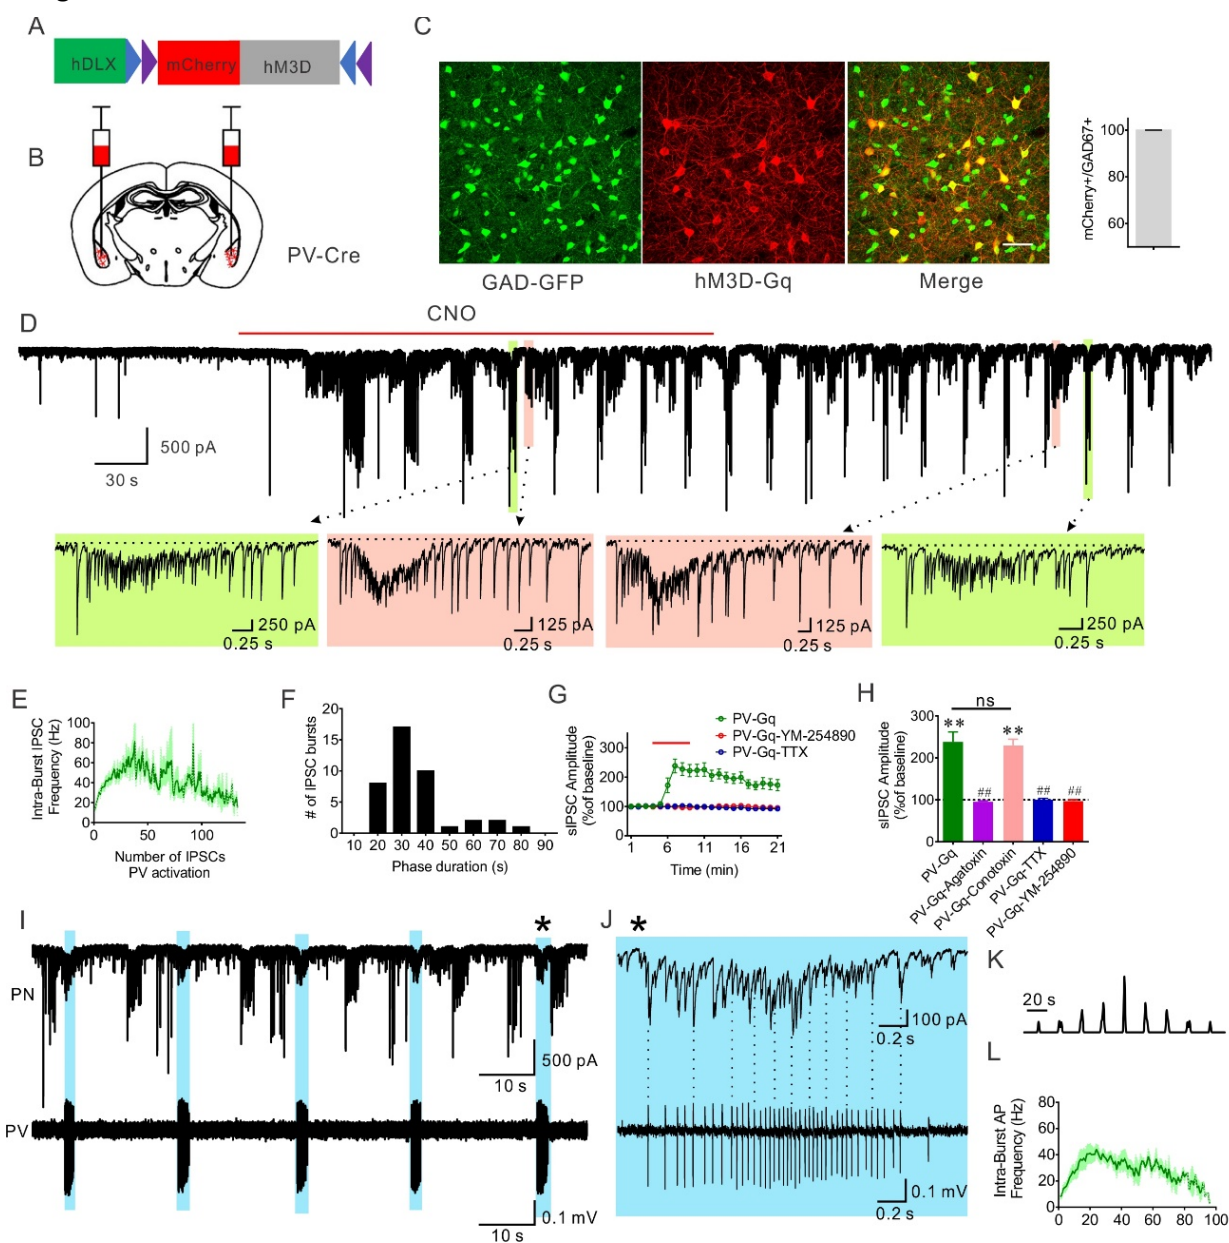 A
hDLX
mCherry
hM3D
B
PV-Cre
C
GAD-GFP
hM3D-Gq
Merge
mCherry+/GAD67+
100
80
60
D
CNO
500 pA
30 s
250 pA
0.25 s
125 pA
0.25 s
125 pA
0.25 s
250 pA
0.25 s
E
Intra-Burst IPSC
Frequency (Hz)
100
80
60
40
20
0
0 50 100
Number of IPSCs
PV activation
F
# of IPSC bursts
20
15
10
5
0
10 20 30 40 50 60 70 80 90
Phase duration (s)
G
PV-Gq
PV-Gq-YM-254890
PV-Gq-TTX
sIPSC Amplitude
(%of baseline)
300
200
100
0
1 6 11 16 21
Time (min)
H
ns
** ## ** ## ##
sIPSC Amplitude
(%of baseline)
300
200
100
0
PV-Gq
PV-Gq-Agatoxin
PV-Gq-Conotoxin
PV-Gq-TTX
PV-Gq-YM-254890
I
*
PN
500 pA
10 s
PV
0.1 mV
10 s
J
*
100 pA
0.2 s
0.1 mV
0.2 s
K
20 s
L
Intra-Burst AP
Frequency (Hz)
80
60
40
20
0
0 20 40 60 80 100